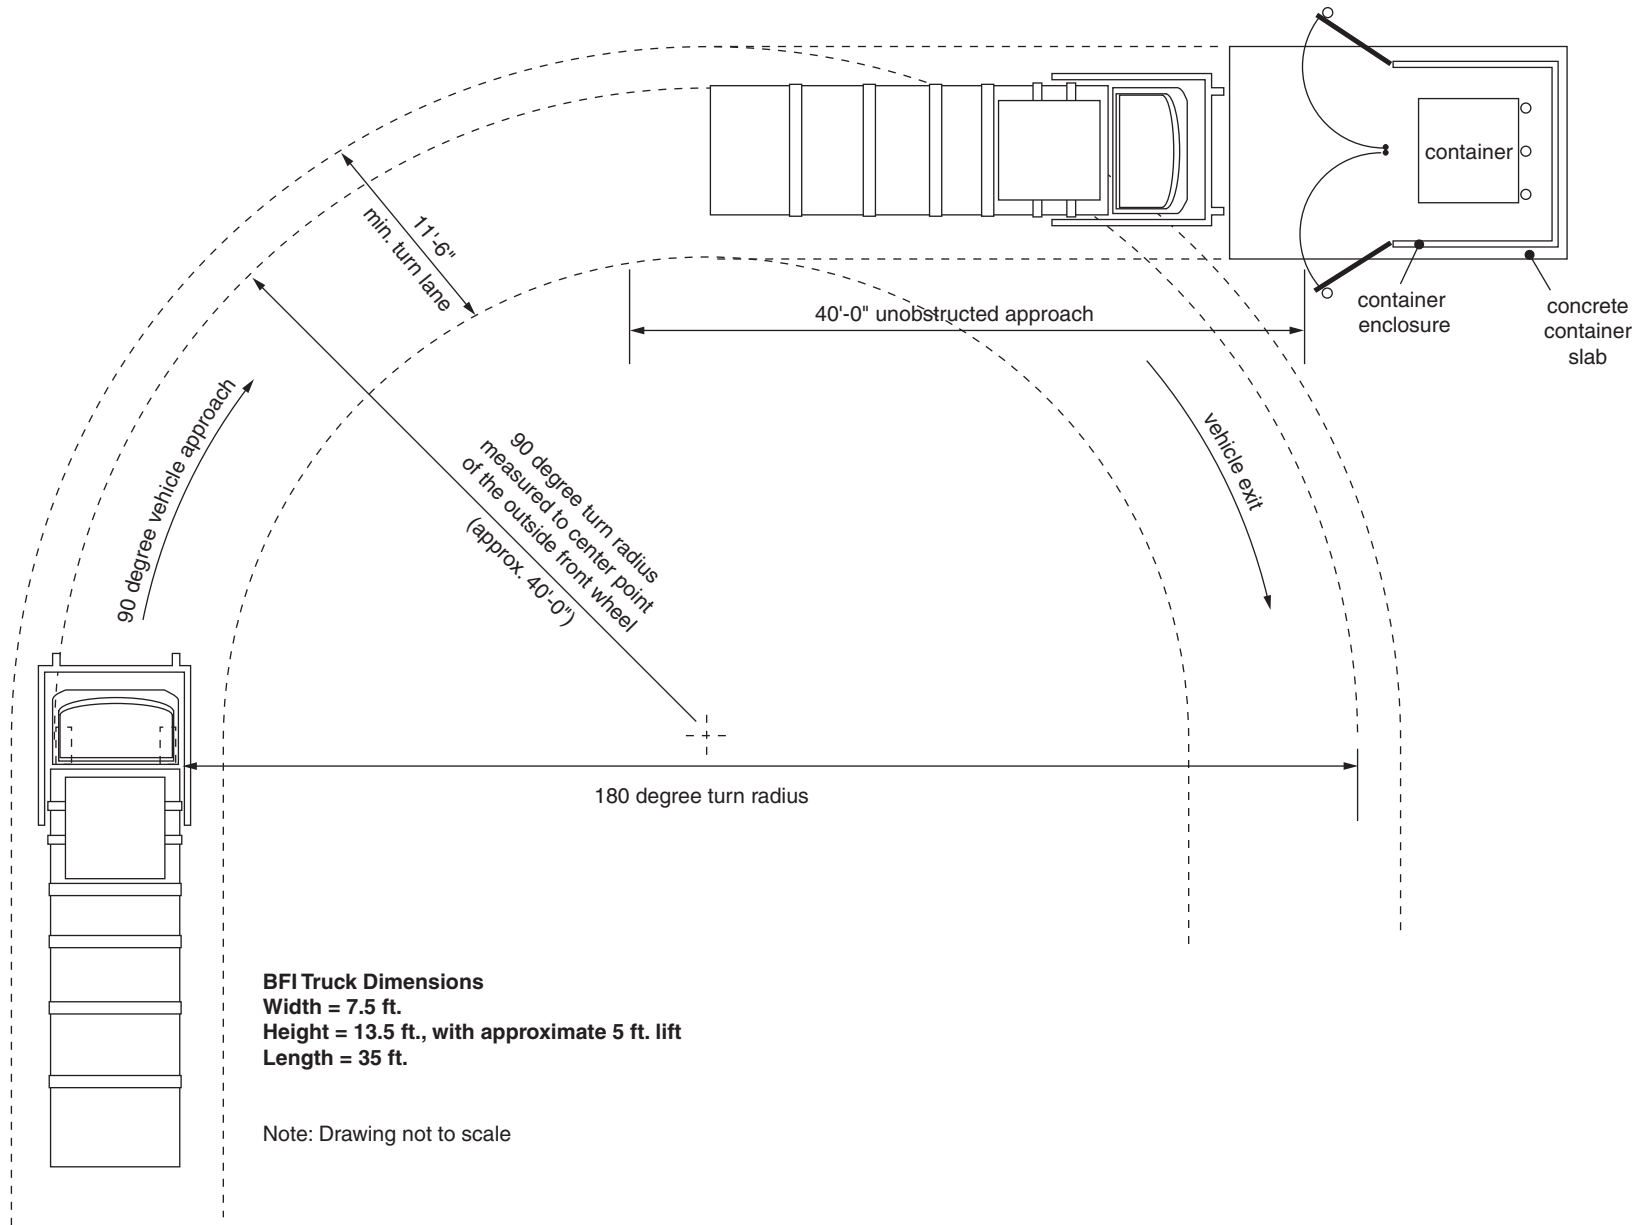 container
11'-6"
min. turn lane
40'-0" unobstructed approach
container
enclosure
concrete
container
slab
90 degree vehicle approach
90 degree turn radius
measured to center point
of the outside front wheel
(approx. 40'-0")
vehicle exit
180 degree turn radius
BFI Truck Dimensions
Width = 7.5 ft.
Height = 13.5 ft., with approximate 5 ft. lift
Length = 35 ft.
Note: Drawing not to scale